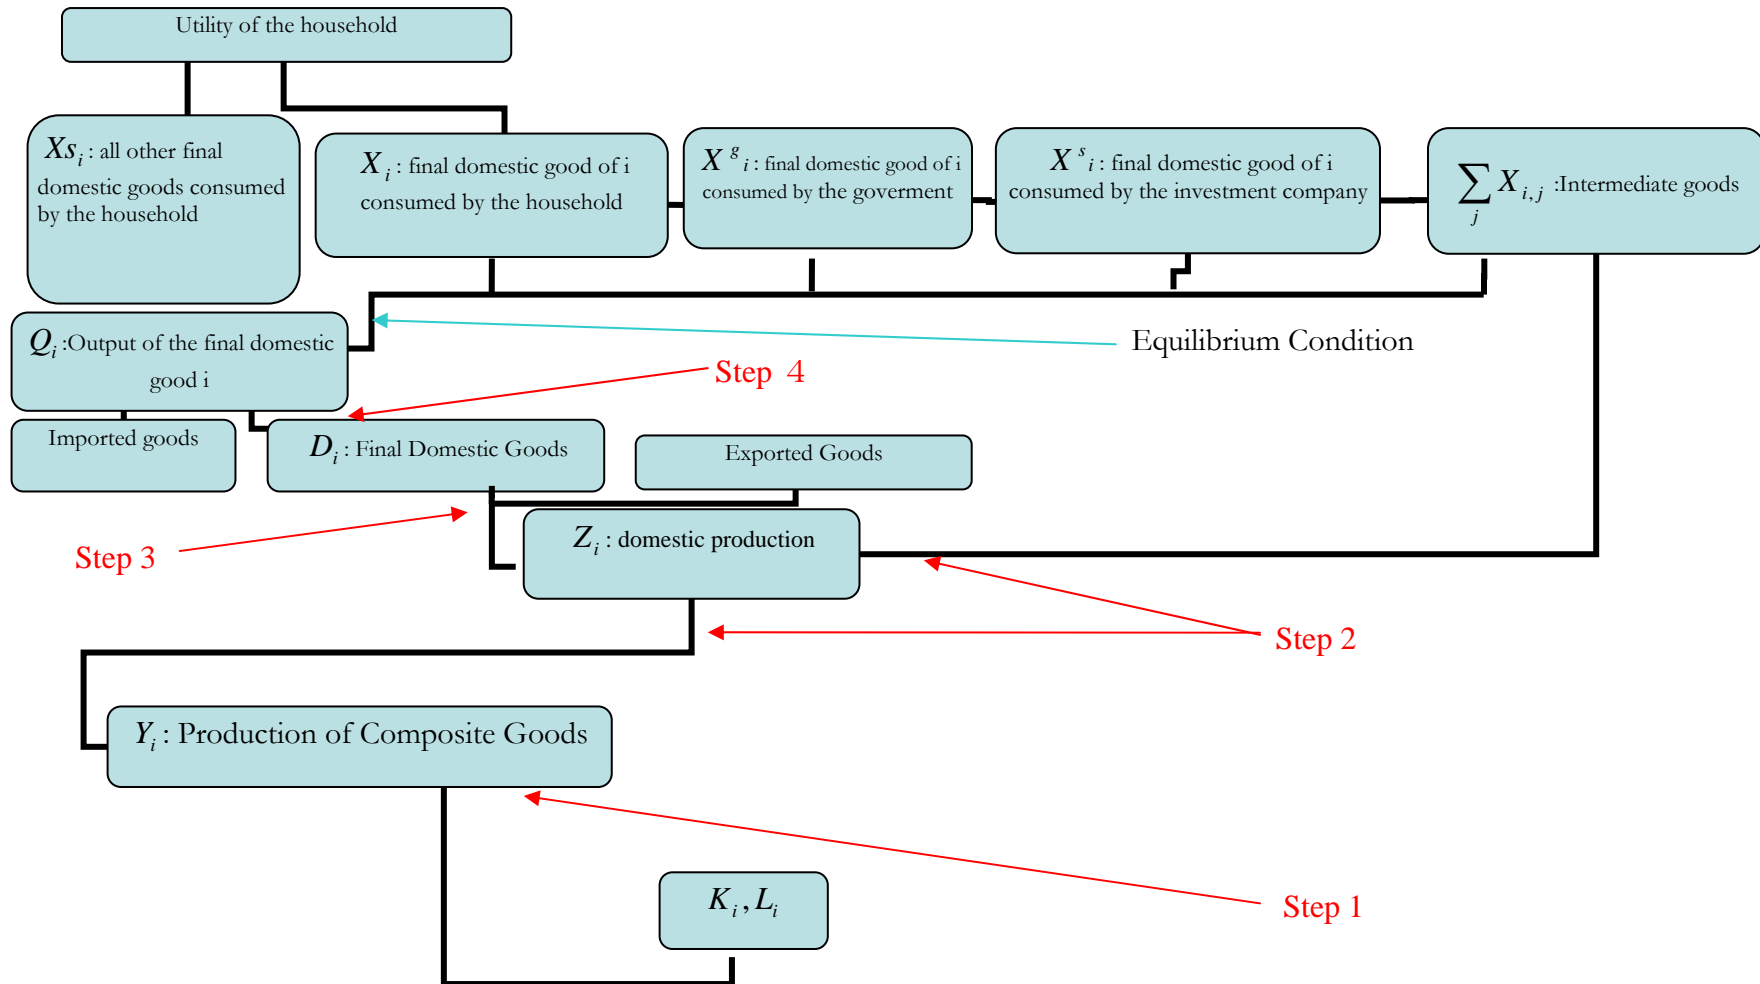 Utility of the household
Xs_i : all other final
domestic goods consumed
by the household
X_i : final domestic good of i
consumed by the household
X^g_i : final domestic good of i
consumed by the goverment
X^s_i : final domestic good of i
consumed by the investment company
∑_j X_{i,j} :Intermediate goods
Q_i :Output of the final domestic
good i
Equilibrium Condition
Step 4
Imported goods
D_i : Final Domestic Goods
Exported Goods
Step 3
Z_i : domestic production
Step 2
Y_i : Production of Composite Goods
K_i, L_i
Step 1